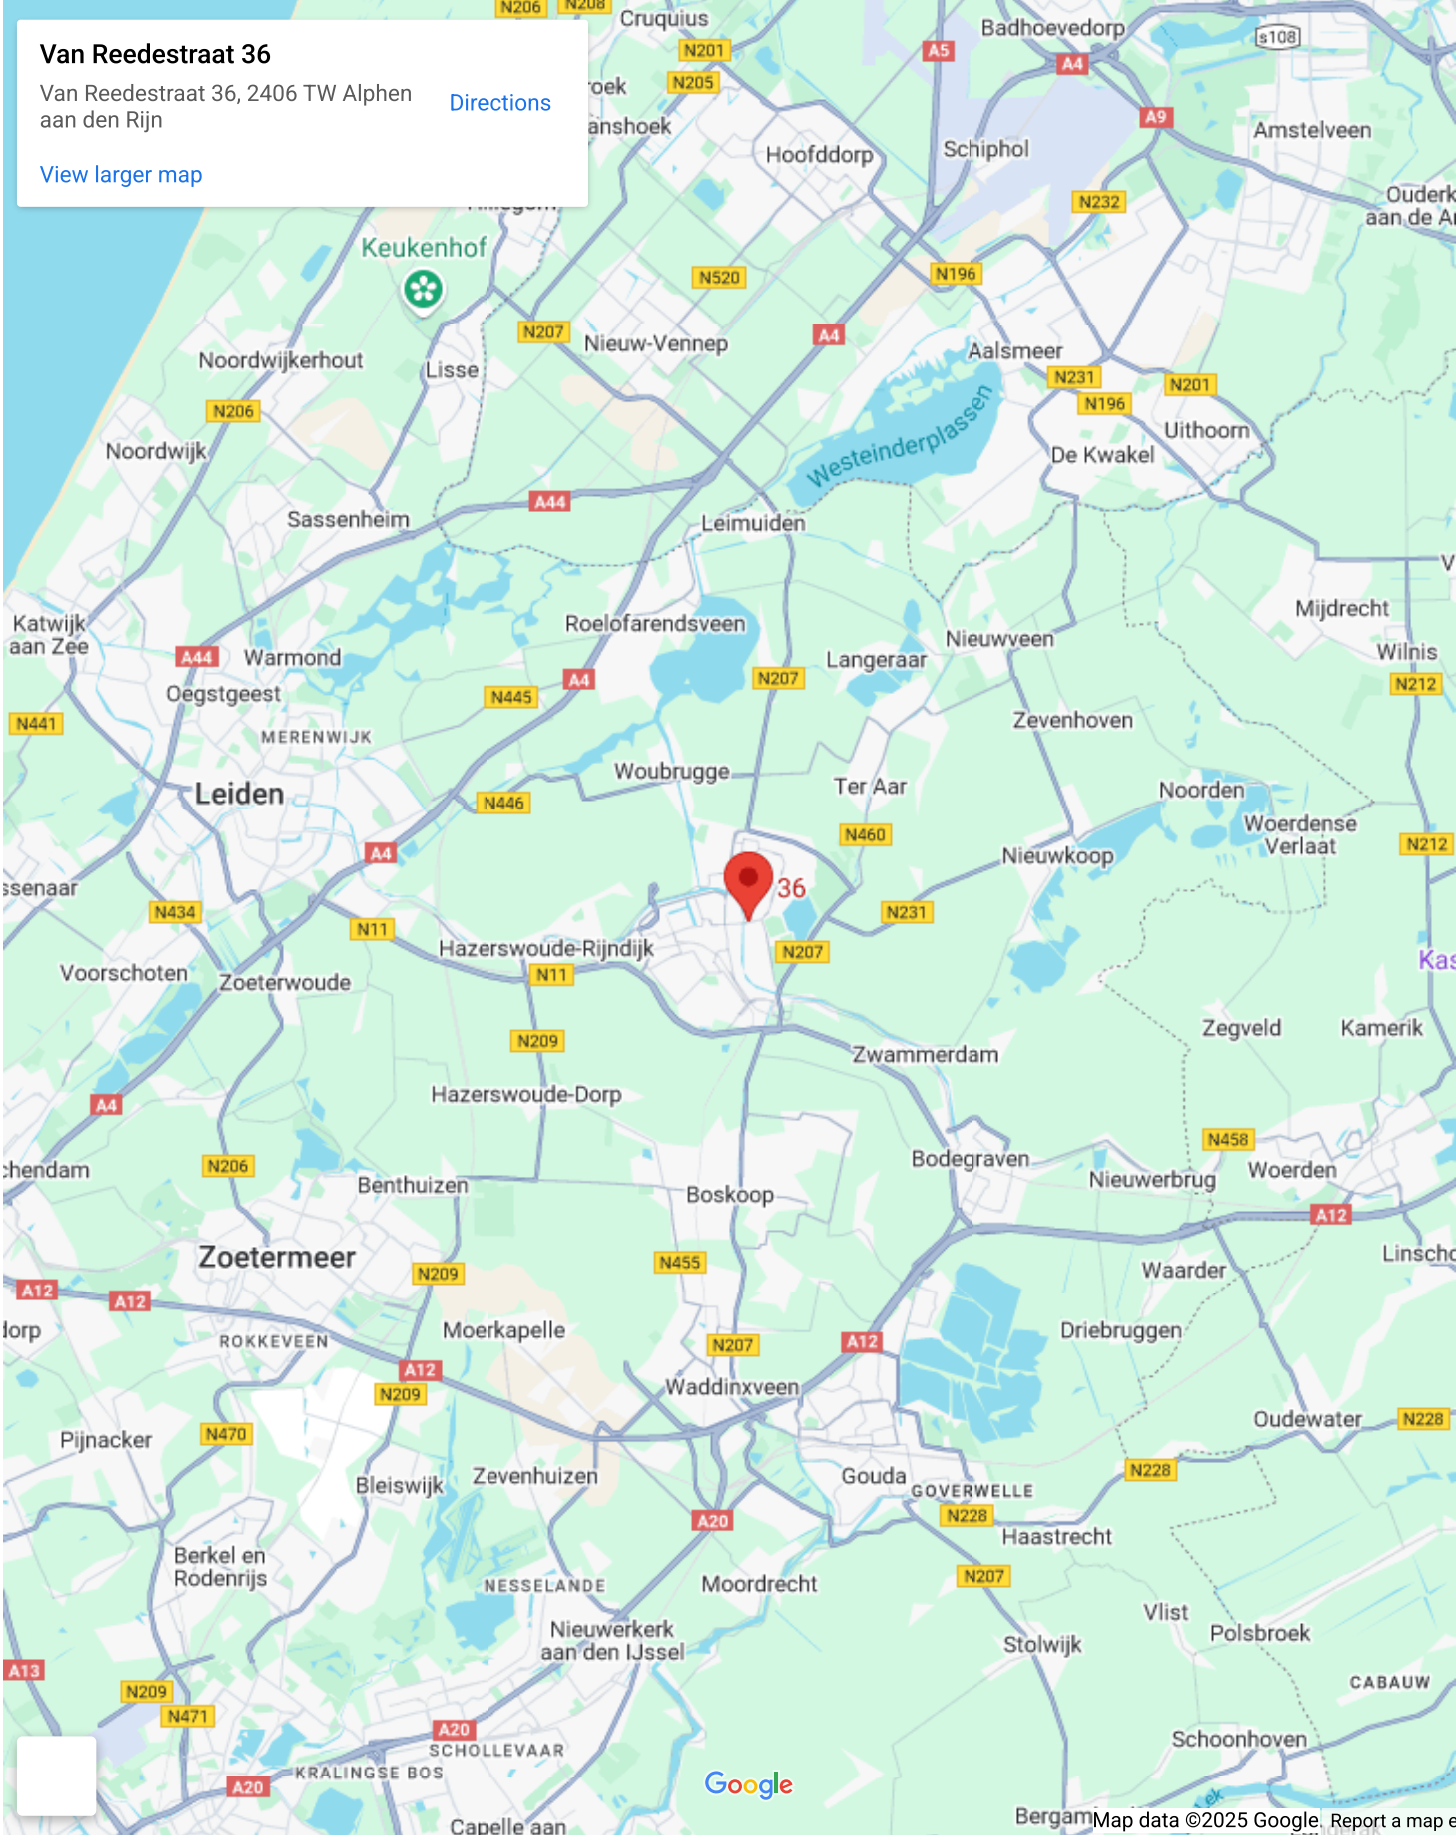 Van Reedestraat 36
Van Reedestraat 36, 2406 TW Alphen
aan den Rijn
Directions
View larger map
N206
N208
Cruquius
N201
N205
Badhoevedorp
A5
A4
s108
A9
Amstelveen
Hoofddorp
Schiphol
N232
Keukenhof
N520
N196
N207
Nieuw-Vennep
A4
Aalsmeer
Noordwijkerhout
Lisse
N231
N201
N206
N196
Westeinderplassen
Uithoorn
Noordwijk
De Kwakel
A44
Sassenheim
Leimuiden
Katwijk
aan Zee
Roelofarendsveen
Nieuwveen
Mijdrecht
A44
Warmond
Langeraar
Wilnis
Oegstgeest
N445
A4
N207
N212
N441
MERENWIJK
Zevenhoven
Woubrugge
Leiden
N446
Ter Aar
Noorden
N460
Woerdense
Verlaat
N212
A4
Nieuwkoop
36
N434
N11
N231
Hazerswoude-Rijndijk
N207
Voorschoten
Zoeterwoude
N11
N209
Zwammerdam
Zegveld
Kamerik
A4
Hazerswoude-Dorp
N206
Bodegraven
N458
Benthuizen
Boskoop
Nieuwerbrug
Woerden
A12
Zoetermeer
N209
N455
Waarder
A12
A12
ROKKEVEEN
Moerkapelle
N207
A12
Driebruggen
A12
N209
Waddinxveen
N470
Pijnacker
Oudewater
N228
Bleiswijk
Zevenhuizen
Gouda
GOVERWELLE
N228
A20
N228
Haastrecht
Berkel en
Rodenrijs
NESSELANDE
Moordrecht
N207
Nieuwerkerk
aan den IJssel
Vlist
Stolwijk
Polsbroek
A13
N209
N471
CABAUW
A20
SCHOLLEVAAR
Schoonhoven
KRALINGSE BOS
A20
Google
Lek
Capelle aan
Map data ©2025 Google